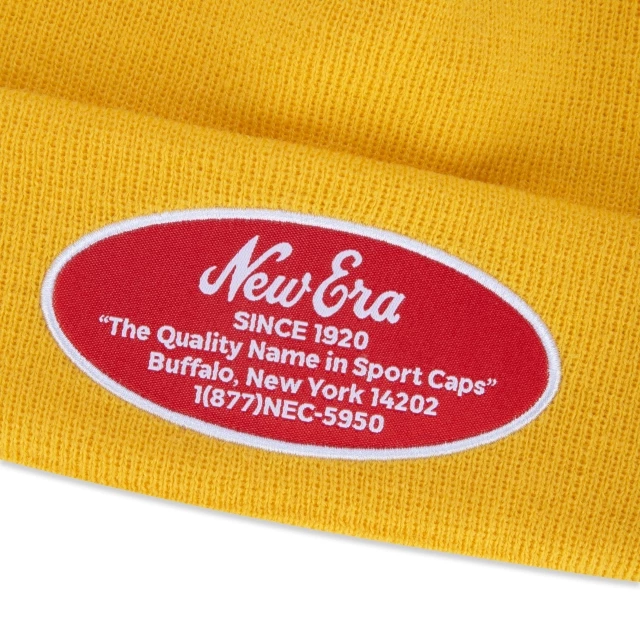 New Era
SINCE 1920
“The Quality Name in Sport Caps”
Buffalo, New York 14202
1(877)NEC-5950